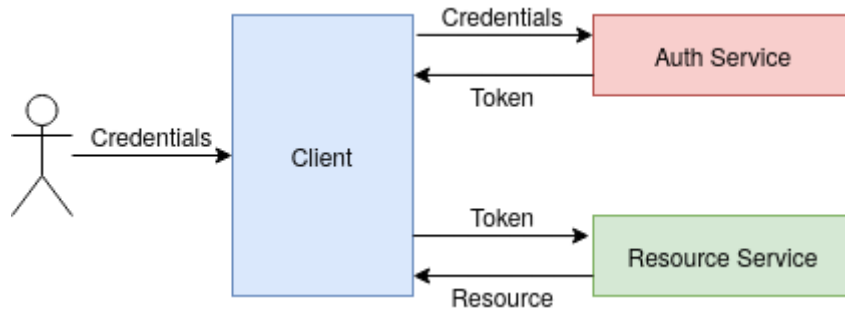 Credentials
Auth Service
Token
Credentials
Client
Token
Resource Service
Resource